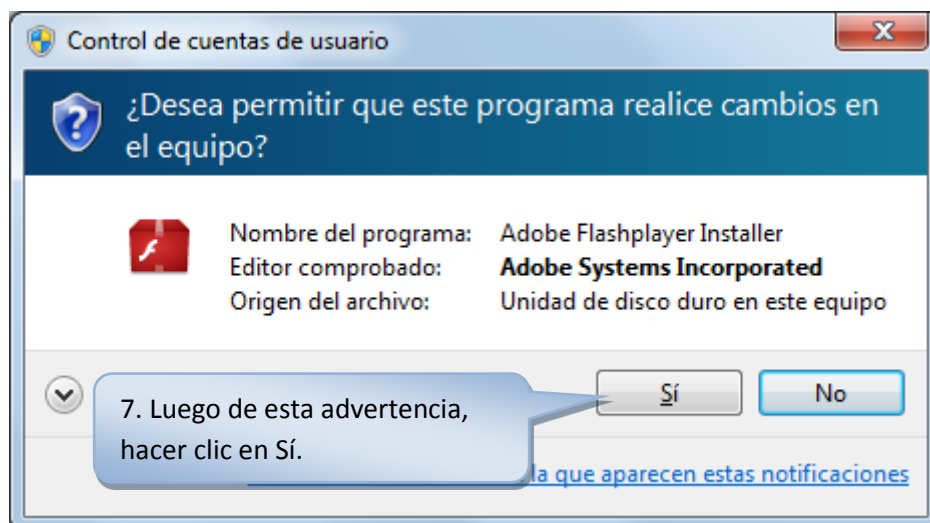 Control de cuentas de usuario
¿Desea permitir que este programa realice cambios en
el equipo?
Nombre del programa: Adobe Flashplayer Installer
Editor comprobado: Adobe Systems Incorporated
Origen del archivo: Unidad de disco duro en este equipo
7. Luego de esta advertencia,
hacer clic en Sí.
Sí
No
la que aparecen estas notificaciones